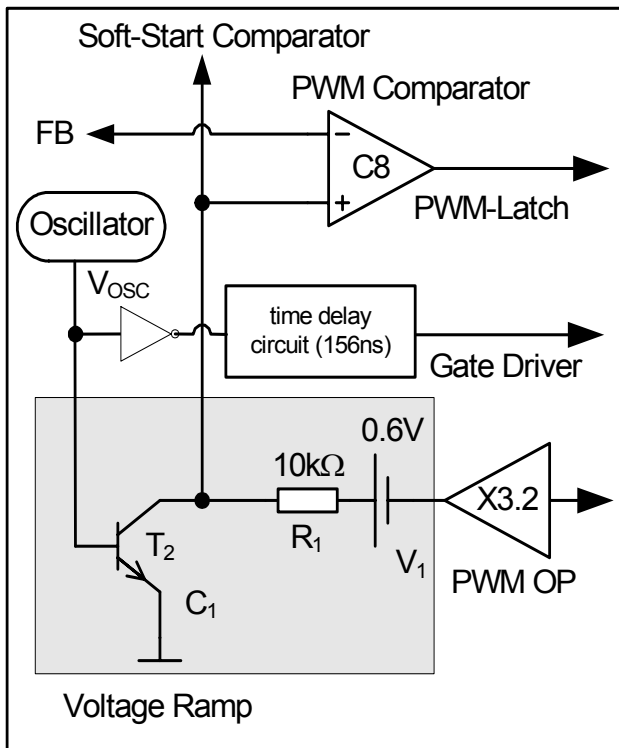 Soft-Start Comparator
PWM Comparator
FB
C8
PWM-Latch
Oscillator
VOSC
time delay
circuit (156ns)
Gate Driver
0.6V
10kΩ
X3.2
R1
T2
V1
PWM OP
C1
Voltage Ramp